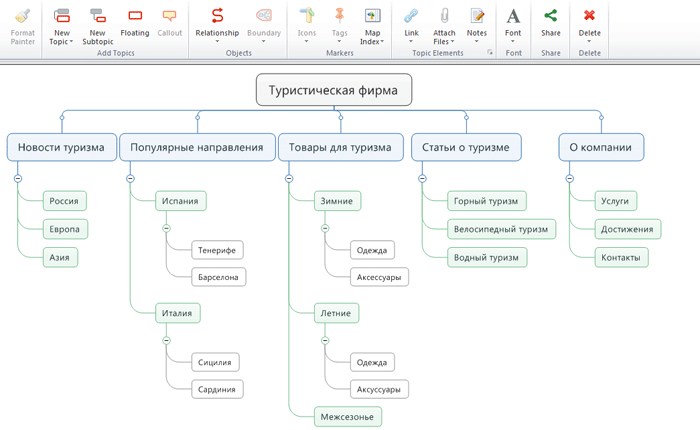 Format Painter
New Topic
New Subtopic
Floating
Callout
Add Topics
Relationship
Boundary
Objects
Icons
Tags
Map Index
Markers
Link
Attach Files
Notes
Topic Elements
Font
Font
Share
Share
Delete
Delete
Туристическая фирма
Новости туризма
Популярные направления
Товары для туризма
Статьи о туризме
О компании
Россия
Европа
Азия
Испания
Тенерифе
Барселона
Италия
Сицилия
Сардиния
Зимние
Одежда
Аксессуары
Летние
Одежда
Аксуссуары
Межсезонье
Горный туризм
Велосипедный туризм
Водный туризм
Услуги
Достижения
Контакты